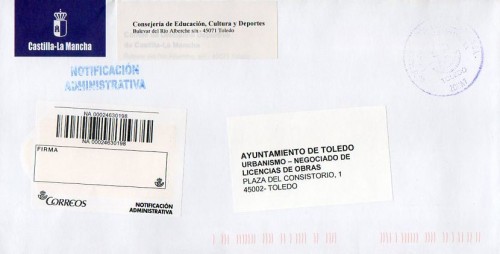 Castilla-La Mancha
Consejería de Educación, Cultura y Deportes
Bulevar del Río Alberche s/n - 45071 Toledo
NOTIFICACIÓN
ADMINISTRATIVA
NA 00024630198
NA 00024630198
FIRMA
CORREOS
NOTIFICACIÓN
ADMINISTRATIVA
AYUNTAMIENTO DE TOLEDO
URBANISMO – NEGOCIADO DE
LICENCIAS DE OBRAS
PLAZA DEL CONSISTORIO, 1
45002- TOLEDO